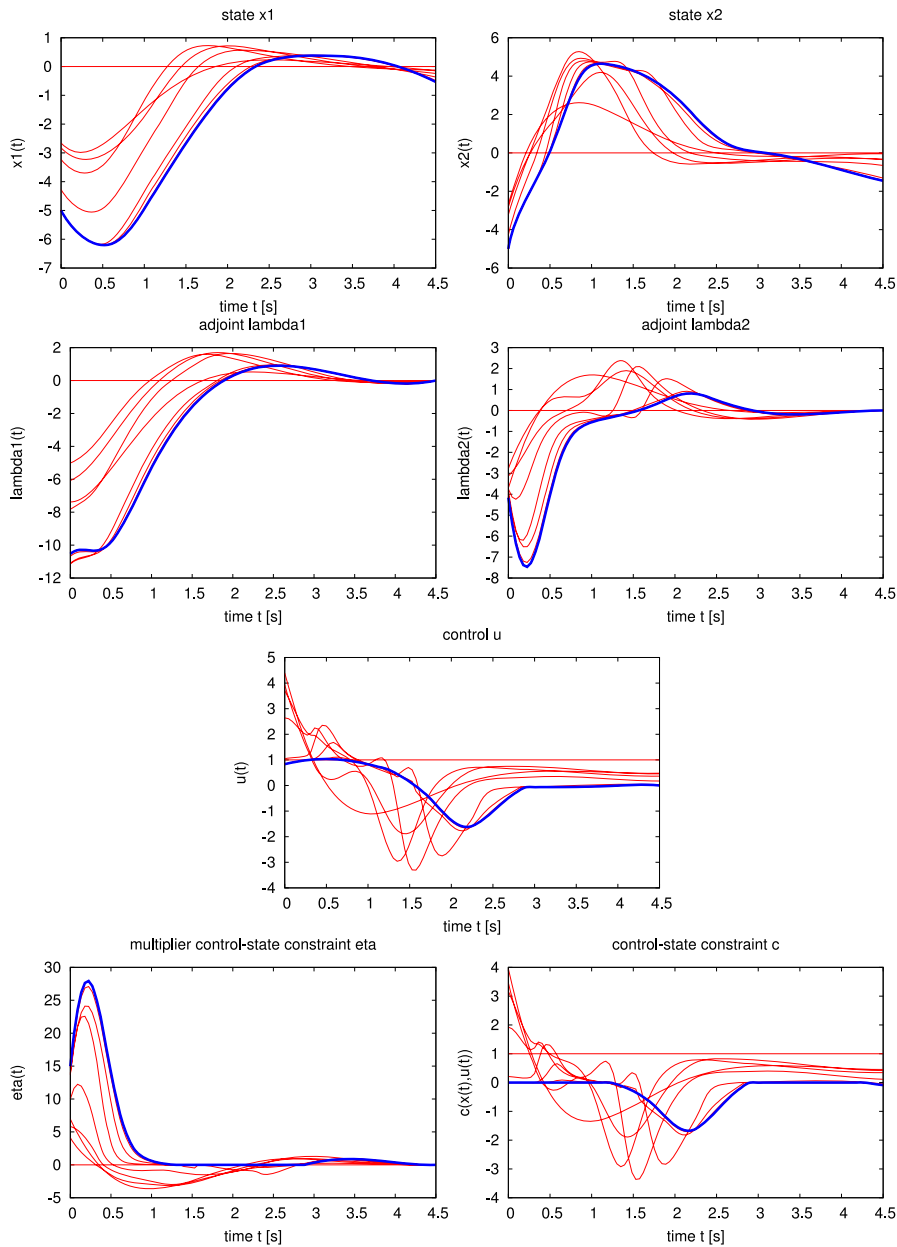 state x1
x1(t)
1
0
-1
-2
-3
-4
-5
-6
-7
0 0.5 1 1.5 2 2.5 3 3.5 4 4.5
time t [s]
state x2
x2(t)
6
4
2
0
-2
-4
-6
0 0.5 1 1.5 2 2.5 3 3.5 4 4.5
time t [s]
adjoint lambda1
lambda1(t)
2
0
-2
-4
-6
-8
-10
-12
0 0.5 1 1.5 2 2.5 3 3.5 4 4.5
time t [s]
adjoint lambda2
lambda2(t)
3
2
1
0
-1
-2
-3
-4
-5
-6
-7
-8
0 0.5 1 1.5 2 2.5 3 3.5 4 4.5
time t [s]
control u
u(t)
5
4
3
2
1
0
-1
-2
-3
-4
0 0.5 1 1.5 2 2.5 3 3.5 4 4.5
time t [s]
multiplier control-state constraint eta
eta(t)
30
25
20
15
10
5
0
-5
0 0.5 1 1.5 2 2.5 3 3.5 4 4.5
time t [s]
control-state constraint c
c(x(t),u(t))
4
3
2
1
0
-1
-2
-3
-4
0 0.5 1 1.5 2 2.5 3 3.5 4 4.5
time t [s]